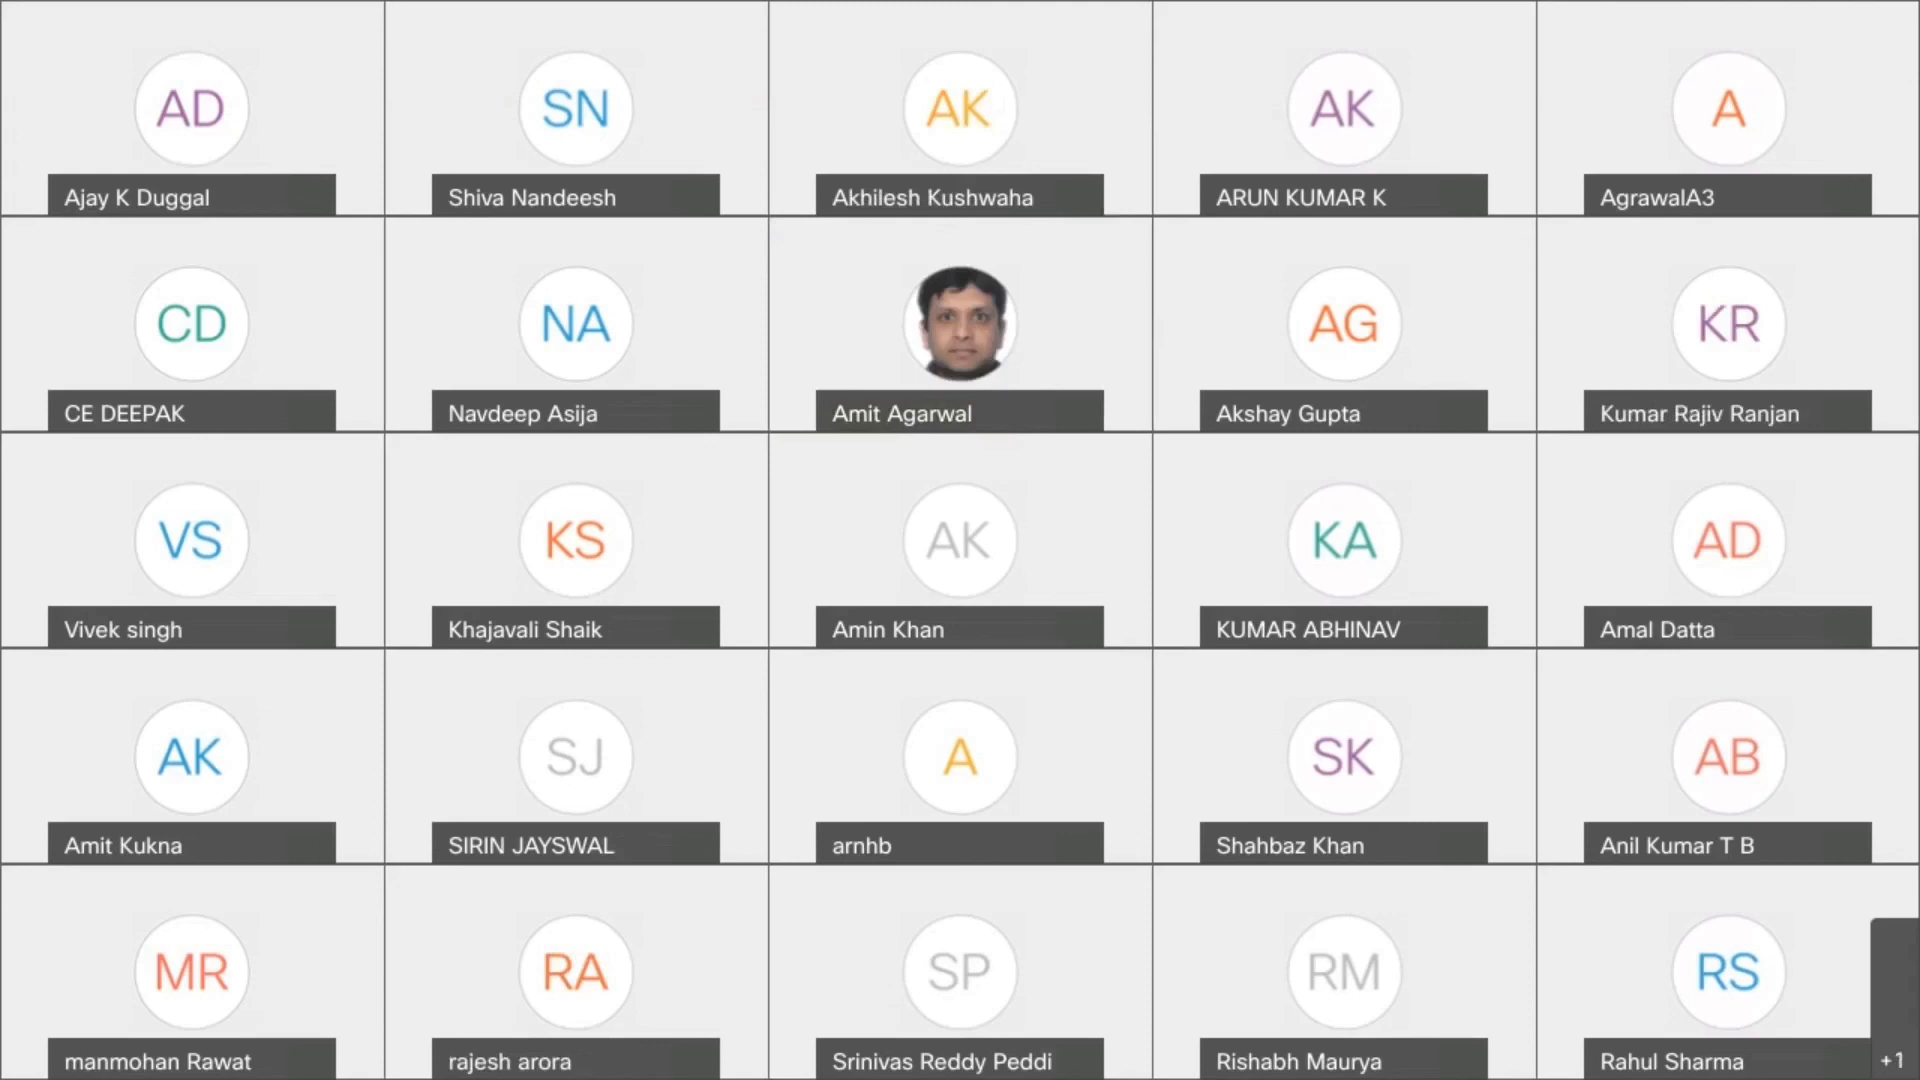 AD
SN
AK
AK
A
Ajay K Duggal
Shiva Nandeesh
Akhilesh Kushwaha
ARUN KUMAR K
AgrawalA3
CD
NA
AG
KR
CE DEEPAK
Navdeep Asija
Amit Agarwal
Akshay Gupta
Kumar Rajiv Ranjan
VS
KS
AK
KA
AD
Vivek singh
Khajavali Shaik
Amin Khan
KUMAR ABHINAV
Amal Datta
AK
SJ
A
SK
AB
Amit Kukna
SIRIN JAYSWAL
arnhb
Shahbaz Khan
Anil Kumar T B
MR
RA
SP
RM
RS
manmohan Rawat
rajesh arora
Srinivas Reddy Peddi
Rishabh Maurya
Rahul Sharma
+1